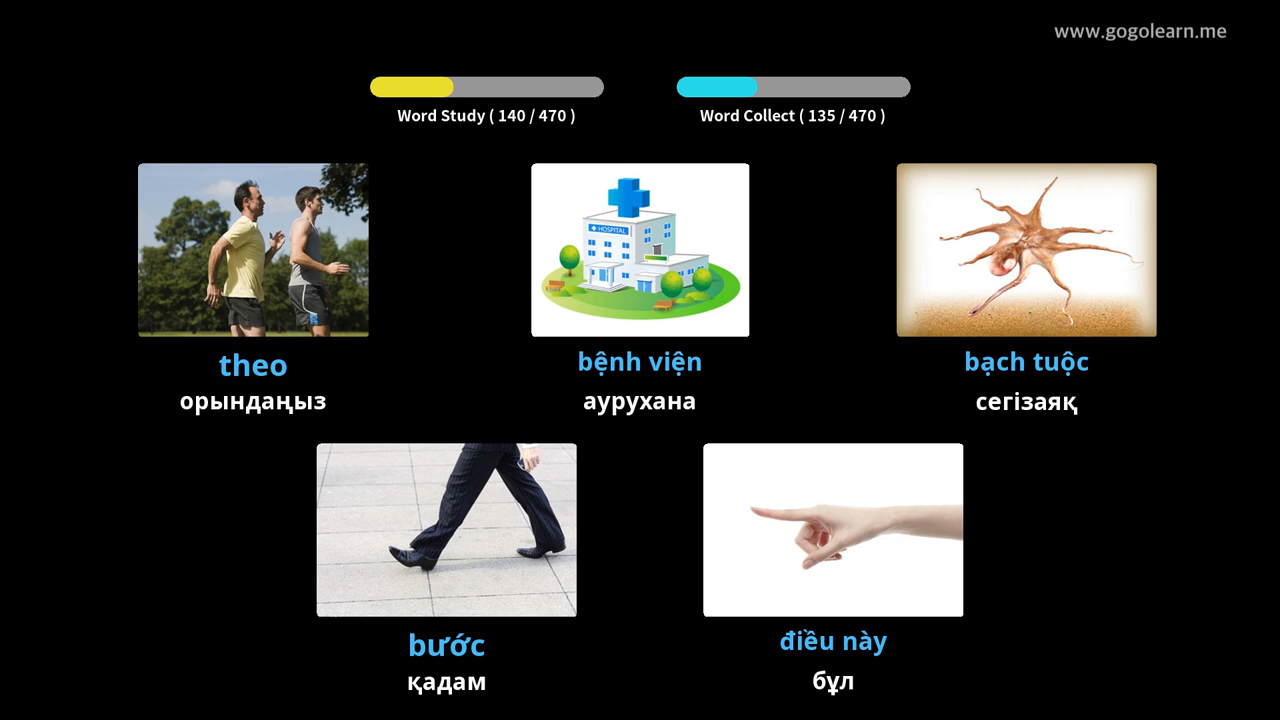 www.gogolearn.me
Word Study ( 140 / 470 )
Word Collect ( 135 / 470 )
HOSPITAL
theo
орындаңыз
bệnh viện
аурухана
bạch tuộc
сегізаяқ
bước
қадам
điều này
бұл